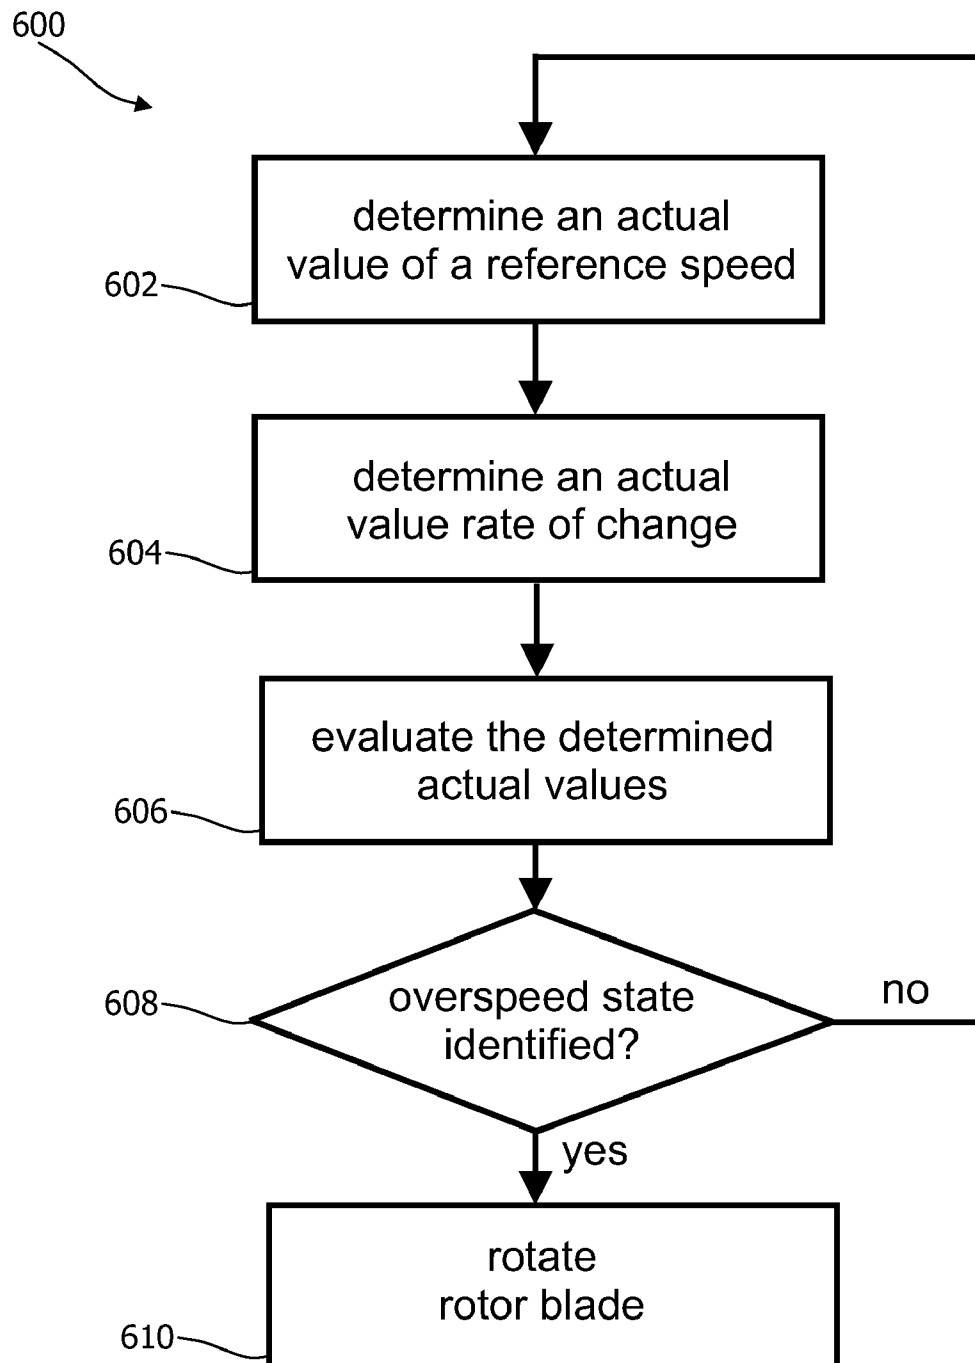 600
determine an actual
value of a reference speed
602
determine an actual
value rate of change
604
evaluate the determined
actual values
606
overspeed state
identified?
608
no
yes
rotate
rotor blade
610